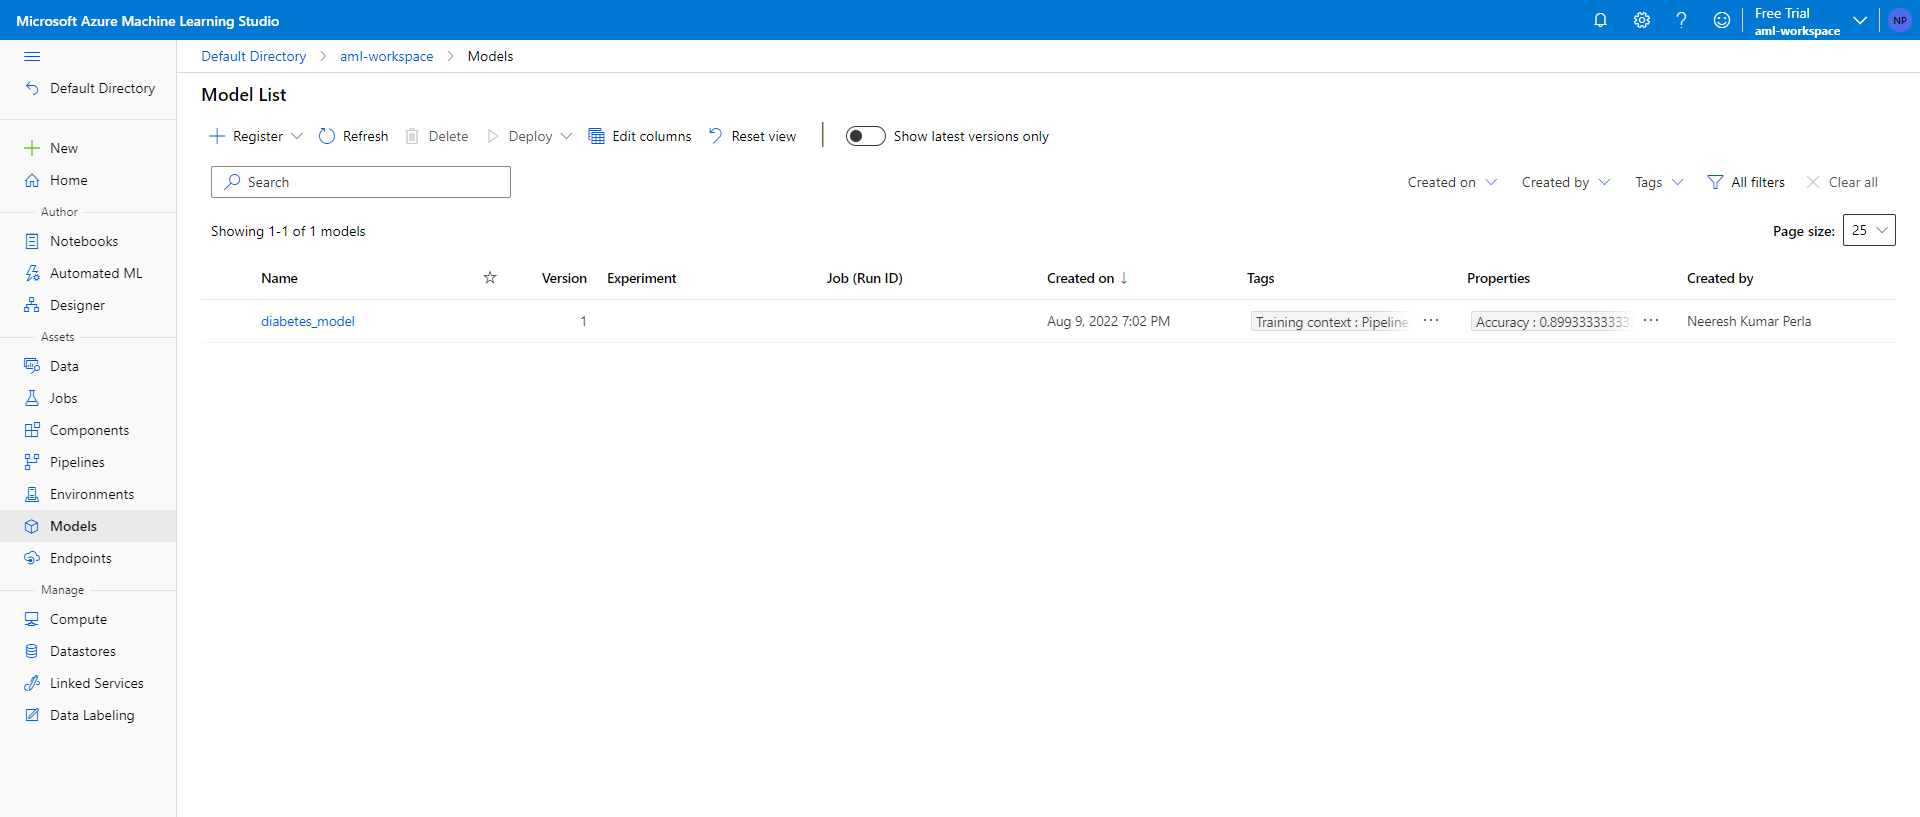 Microsoft Azure Machine Learning Studio
Free Trial
aml-workspace
NP
Default Directory
Default Directory aml-workspace Models
Model List
Register Refresh Delete Deploy Edit columns Reset view Show latest versions only
New
Home
Author
Notebooks
Automated ML
Designer
Assets
Data
Jobs
Components
Pipelines
Environments
Models
Endpoints
Manage
Compute
Datastores
Linked Services
Data Labeling
Search
Created on Created by Tags All filters Clear all
Showing 1-1 of 1 models
Page size: 25
Name Version Experiment Job (Run ID) Created on Tags Properties Created by
diabetes_model 1 Aug 9, 2022 7:02 PM Training context : Pipeline ··· Accuracy : 0.899333333333 ··· Neeresh Kumar Perla